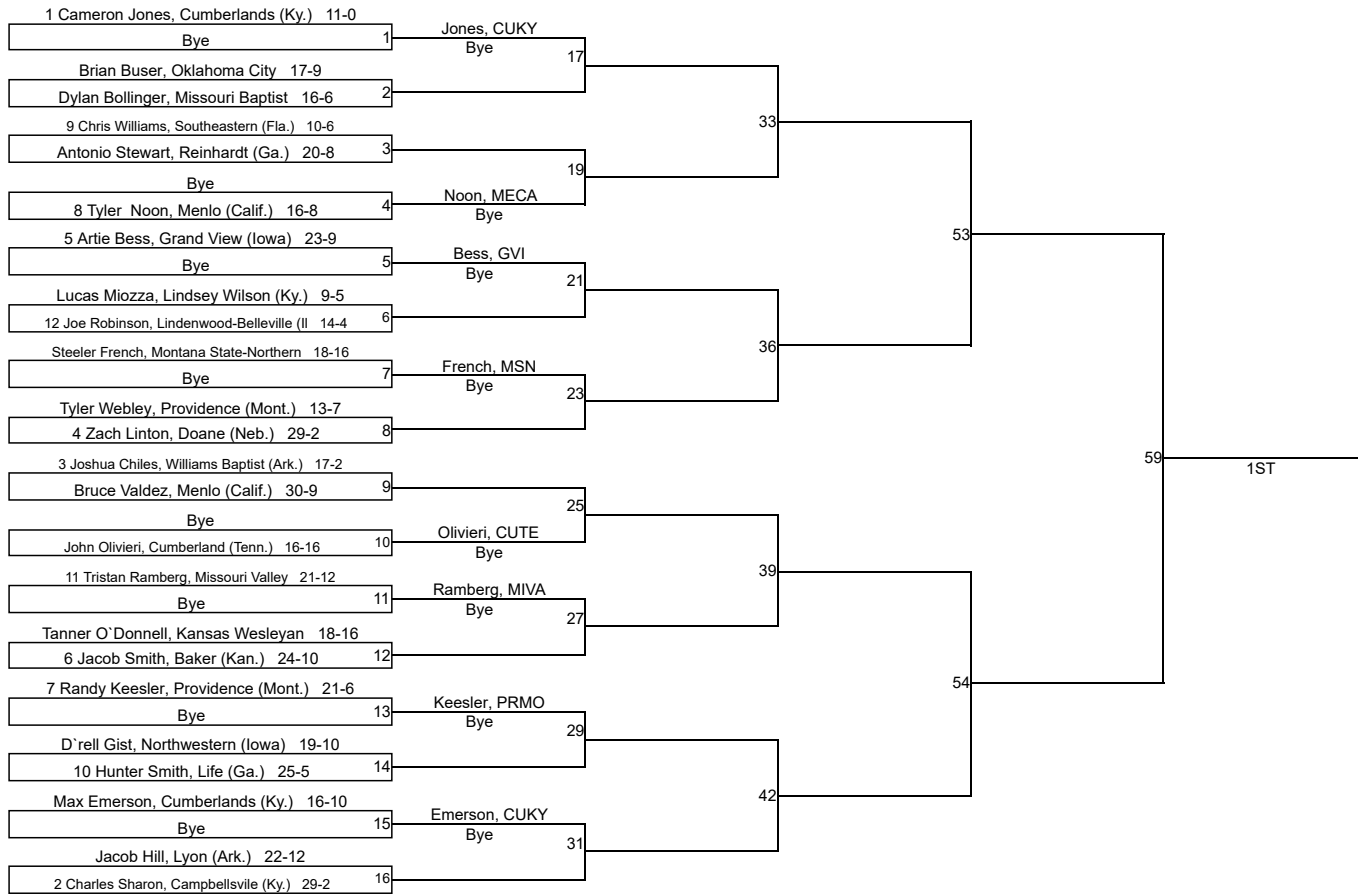 1 Cameron Jones, Cumberlands (Ky.) 11-0
Bye
1
Brian Buser, Oklahoma City 17-9
Dylan Bollinger, Missouri Baptist 16-6
2
9 Chris Williams, Southeastern (Fla.) 10-6
Antonio Stewart, Reinhardt (Ga.) 20-8
3
Bye
8 Tyler Noon, Menlo (Calif.) 16-8
4
5 Artie Bess, Grand View (Iowa) 23-9
Bye
5
Lucas Miozza, Lindsey Wilson (Ky.) 9-5
12 Joe Robinson, Lindenwood-Belleville (Il 14-4
6
Steeler French, Montana State-Northern 18-16
Bye
7
Tyler Webley, Providence (Mont.) 13-7
4 Zach Linton, Doane (Neb.) 29-2
8
3 Joshua Chiles, Williams Baptist (Ark.) 17-2
Bruce Valdez, Menlo (Calif.) 30-9
9
Bye
John Olivieri, Cumberland (Tenn.) 16-16
10
11 Tristan Ramberg, Missouri Valley 21-12
Bye
11
Tanner O`Donnell, Kansas Wesleyan 18-16
6 Jacob Smith, Baker (Kan.) 24-10
12
7 Randy Keesler, Providence (Mont.) 21-6
Bye
13
D`rell Gist, Northwestern (Iowa) 19-10
10 Hunter Smith, Life (Ga.) 25-5
14
Max Emerson, Cumberlands (Ky.) 16-10
Bye
15
Jacob Hill, Lyon (Ark.) 22-12
2 Charles Sharon, Campbellsvile (Ky.) 29-2
16
Jones, CUKY
Bye
17
19
Noon, MECA
Bye
Bess, GVI
Bye
21
French, MSN
Bye
23
25
Olivieri, CUTE
Bye
Ramberg, MIVA
Bye
27
Keesler, PRMO
Bye
29
Emerson, CUKY
Bye
31
33
36
39
42
53
54
59
1ST